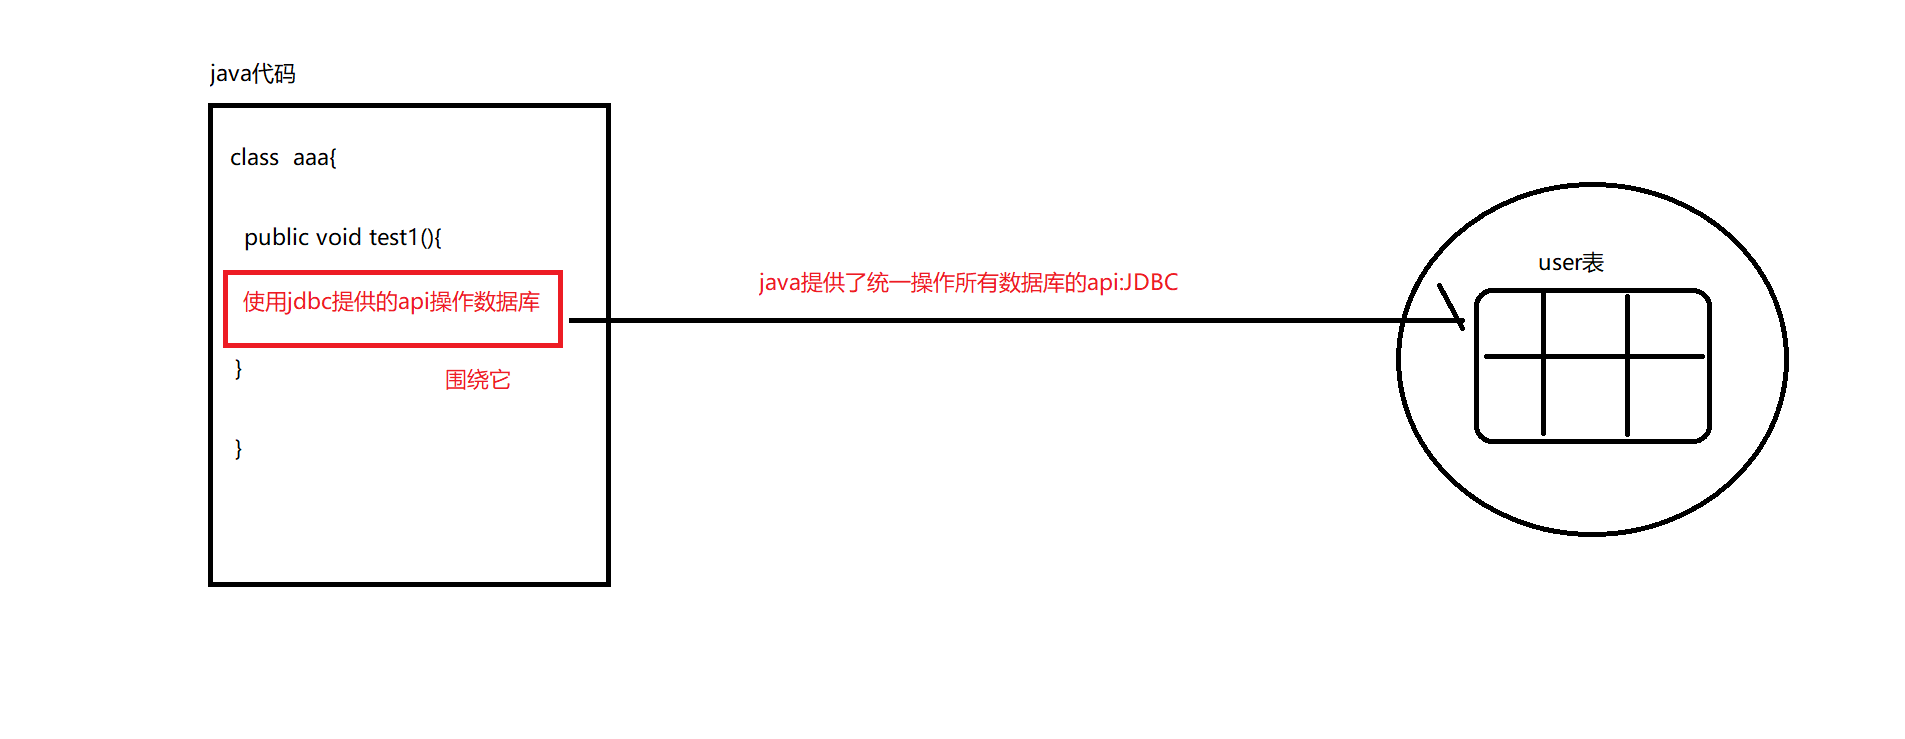 java代码
class  aaa{
public void test1(){
使用jdbc提供的api操作数据库
}
围绕它
}
java提供了统一操作所有数据库的api:JDBC
user表